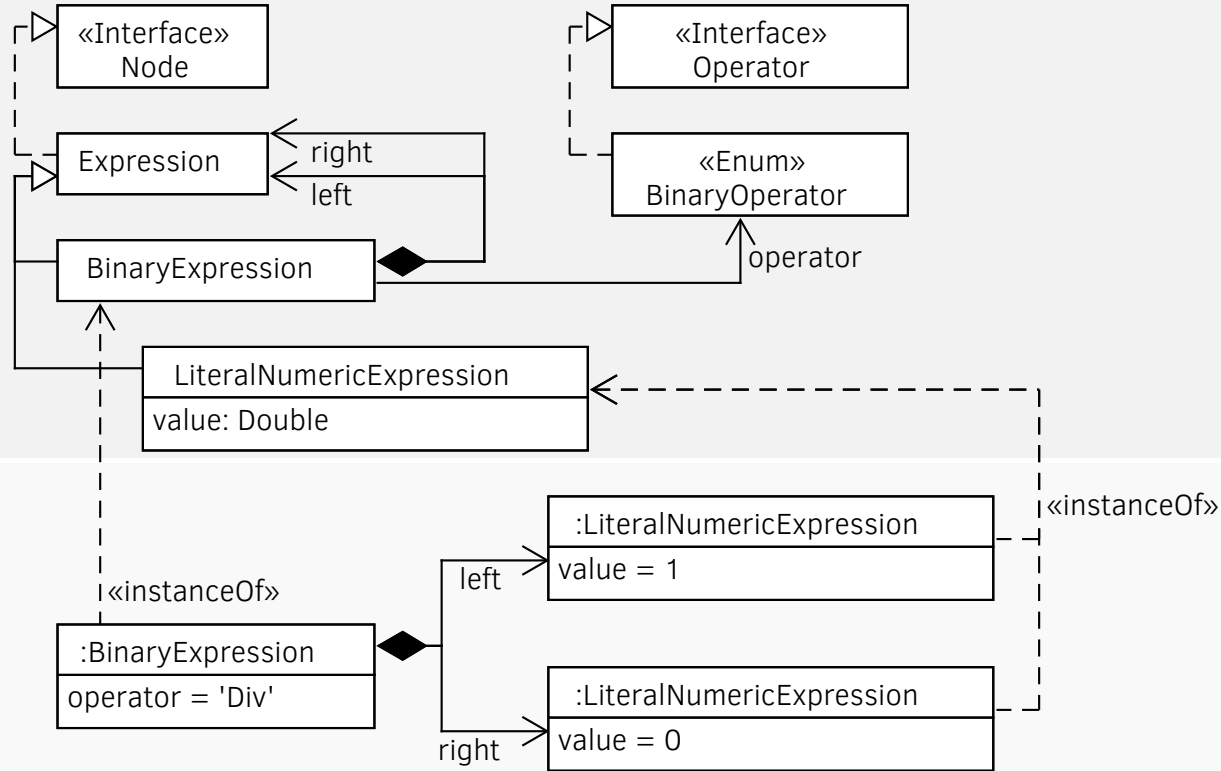 «Interface»
Node
«Interface»
Operator
Expression
right
left
«Enum»
BinaryOperator
BinaryExpression
operator
LiteralNumericExpression
value: Double
«instanceOf»
:LiteralNumericExpression
value = 1
left
«instanceOf»
:BinaryExpression
operator = 'Div'
:LiteralNumericExpression
value = 0
right